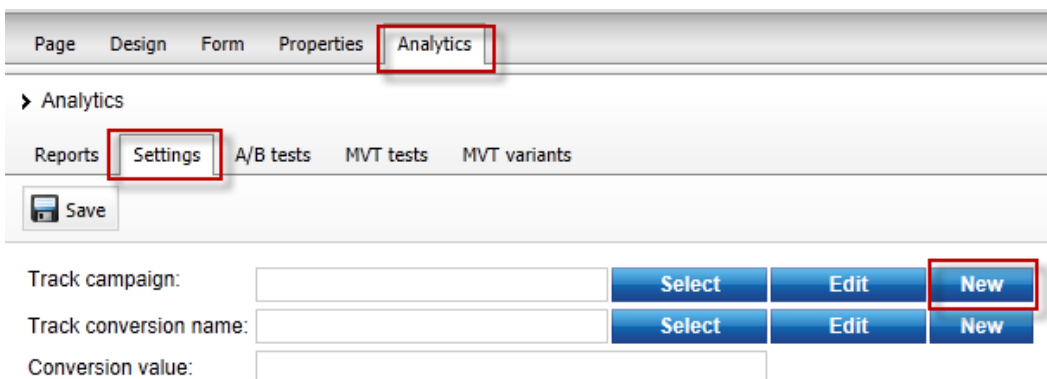 Page Design Form Properties Analytics
Analytics
Reports Settings A/B tests MVT tests MVT variants
Save
Track campaign: Select Edit New
Track conversion name: Select Edit New
Conversion value: